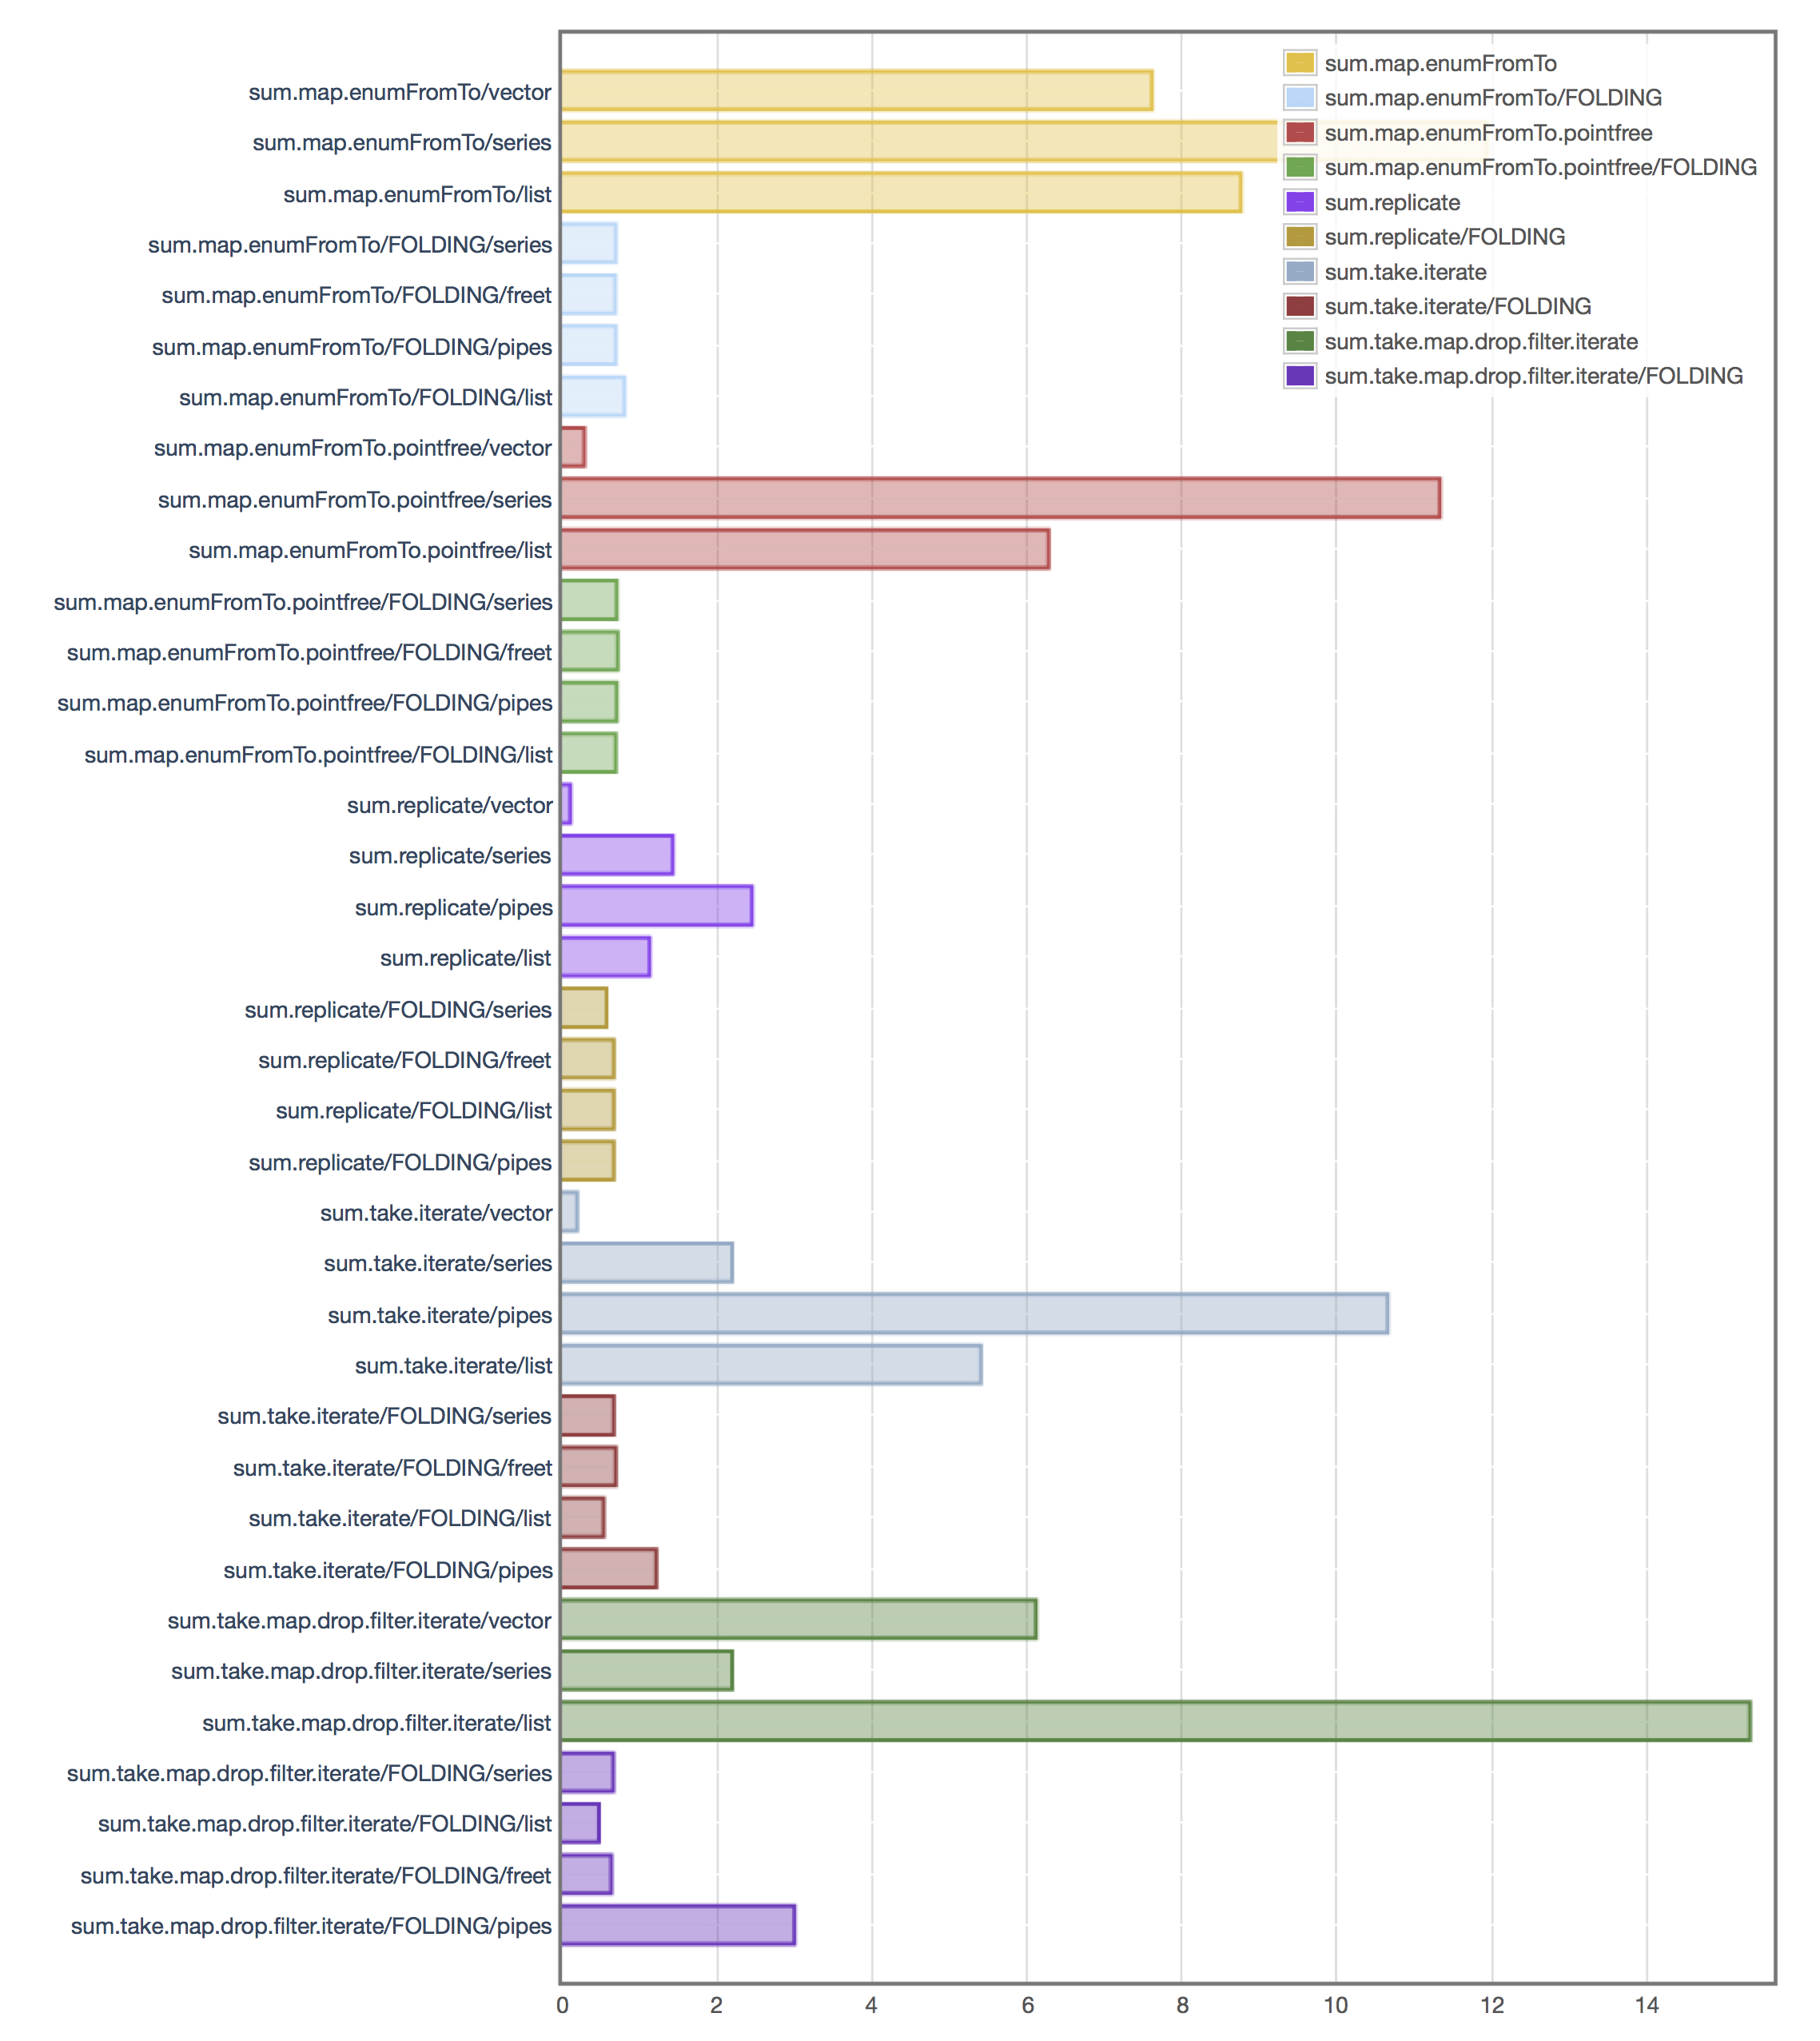 sum.map.enumFromTo/vector
sum.map.enumFromTo/series
sum.map.enumFromTo/list
sum.map.enumFromTo/FOLDING/series
sum.map.enumFromTo/FOLDING/freet
sum.map.enumFromTo/FOLDING/pipes
sum.map.enumFromTo/FOLDING/list
sum.map.enumFromTo.pointfree/vector
sum.map.enumFromTo.pointfree/series
sum.map.enumFromTo.pointfree/list
sum.map.enumFromTo.pointfree/FOLDING/series
sum.map.enumFromTo.pointfree/FOLDING/freet
sum.map.enumFromTo.pointfree/FOLDING/pipes
sum.map.enumFromTo.pointfree/FOLDING/list
sum.replicate/vector
sum.replicate/series
sum.replicate/pipes
sum.replicate/list
sum.replicate/FOLDING/series
sum.replicate/FOLDING/freet
sum.replicate/FOLDING/list
sum.replicate/FOLDING/pipes
sum.take.iterate/vector
sum.take.iterate/series
sum.take.iterate/pipes
sum.take.iterate/list
sum.take.iterate/FOLDING/series
sum.take.iterate/FOLDING/freet
sum.take.iterate/FOLDING/list
sum.take.iterate/FOLDING/pipes
sum.take.map.drop.filter.iterate/vector
sum.take.map.drop.filter.iterate/series
sum.take.map.drop.filter.iterate/list
sum.take.map.drop.filter.iterate/FOLDING/series
sum.take.map.drop.filter.iterate/FOLDING/list
sum.take.map.drop.filter.iterate/FOLDING/freet
sum.take.map.drop.filter.iterate/FOLDING/pipes
sum.map.enumFromTo
sum.map.enumFromTo/FOLDING
sum.map.enumFromTo.pointfree
sum.map.enumFromTo.pointfree/FOLDING
sum.replicate
sum.replicate/FOLDING
sum.take.iterate
sum.take.iterate/FOLDING
sum.take.map.drop.filter.iterate
sum.take.map.drop.filter.iterate/FOLDING
0 2 4 6 8 10 12 14